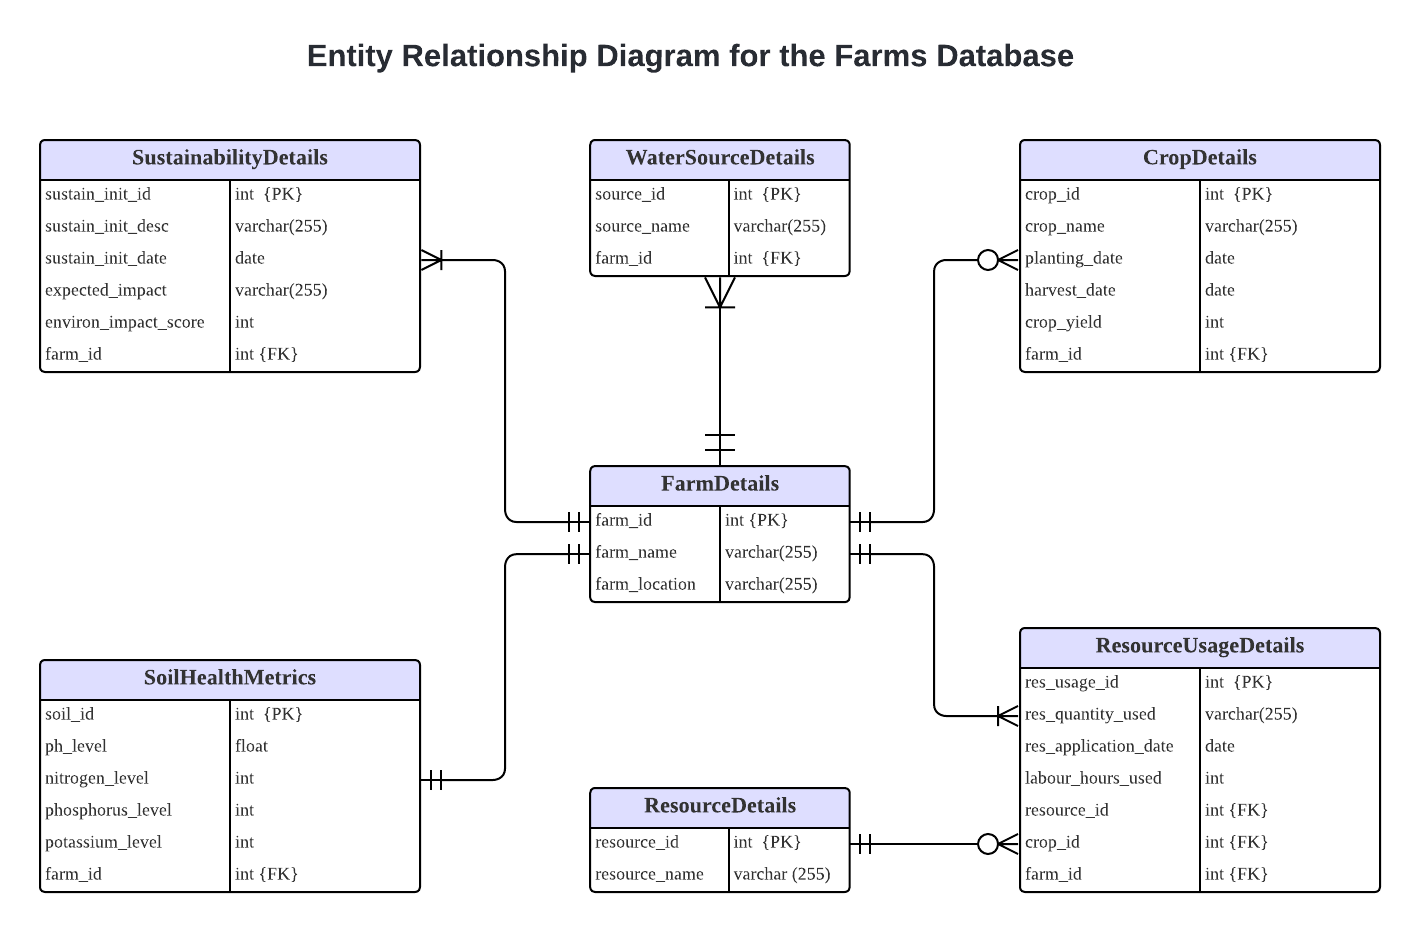 Entity Relationship Diagram for the Farms Database
SustainabilityDetails
sustain_init_id int {PK}
sustain_init_desc varchar(255)
sustain_init_date date
expected_impact varchar(255)
environ_impact_score int
farm_id int {FK}
WaterSourceDetails
source_id int {PK}
source_name varchar(255)
farm_id int {FK}
CropDetails
crop_id int {PK}
crop_name varchar(255)
planting_date date
harvest_date date
crop_yield int
farm_id int {FK}
FarmDetails
farm_id int {PK}
farm_name varchar(255)
farm_location varchar(255)
SoilHealthMetrics
soil_id int {PK}
ph_level float
nitrogen_level int
phosphorus_level int
potassium_level int
farm_id int {FK}
ResourceDetails
resource_id int {PK}
resource_name varchar (255)
ResourceUsageDetails
res_usage_id int {PK}
res_quantity_used varchar(255)
res_application_date date
labour_hours_used int
resource_id int {FK}
crop_id int {FK}
farm_id int {FK}